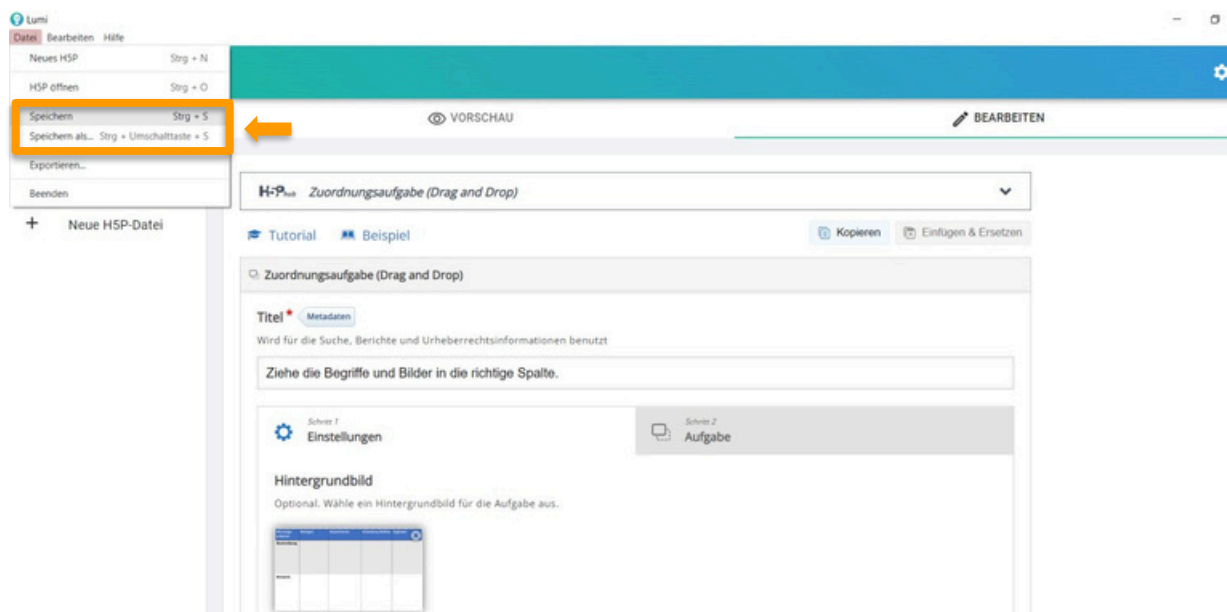 Lumi
Datei Bearbeiten Hilfe
Neues H5P Strg + N
H5P öffnen Strg + O
Speichern Strg + S
Speichern als... Strg + Umschalttaste + S
Exportieren...
Beenden
VORSCHAU
BEARBEITEN
Neue H5P-Datei
H5P Zuordnungsaufgabe (Drag and Drop)
Tutorial Beispiel
Kopieren Einfügen & Ersetzen
Zuordnungsaufgabe (Drag and Drop)
Titel * Metadaten
Wird für die Suche, Berichte und Urheberrechtsinformationen benutzt
Ziehe die Begriffe und Bilder in die richtige Spalte.
Schritt 1
Einstellungen
Schritt 2
Aufgabe
Hintergrundbild
Optional. Wähle ein Hintergrundbild für die Aufgabe aus.